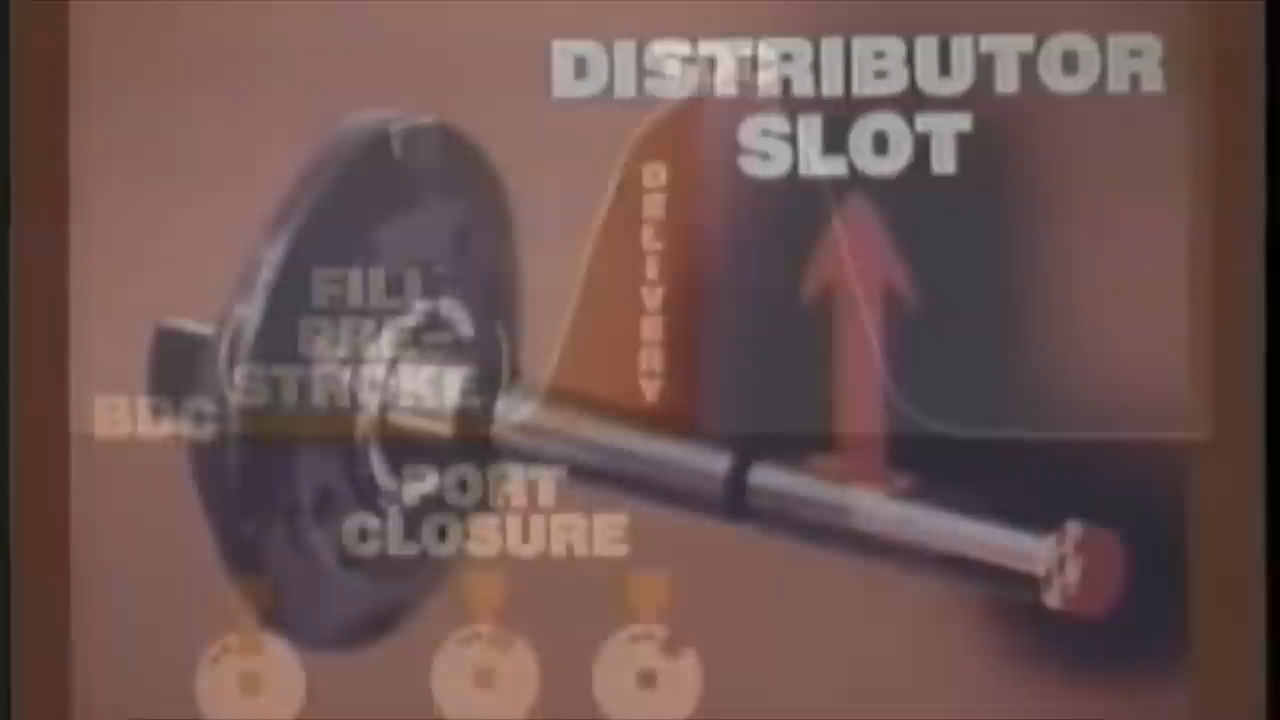 DISTRIBUTOR
SLOT
DELIVERY
FILL
PRE-
STROKE
BDC
PORT
CLOSURE